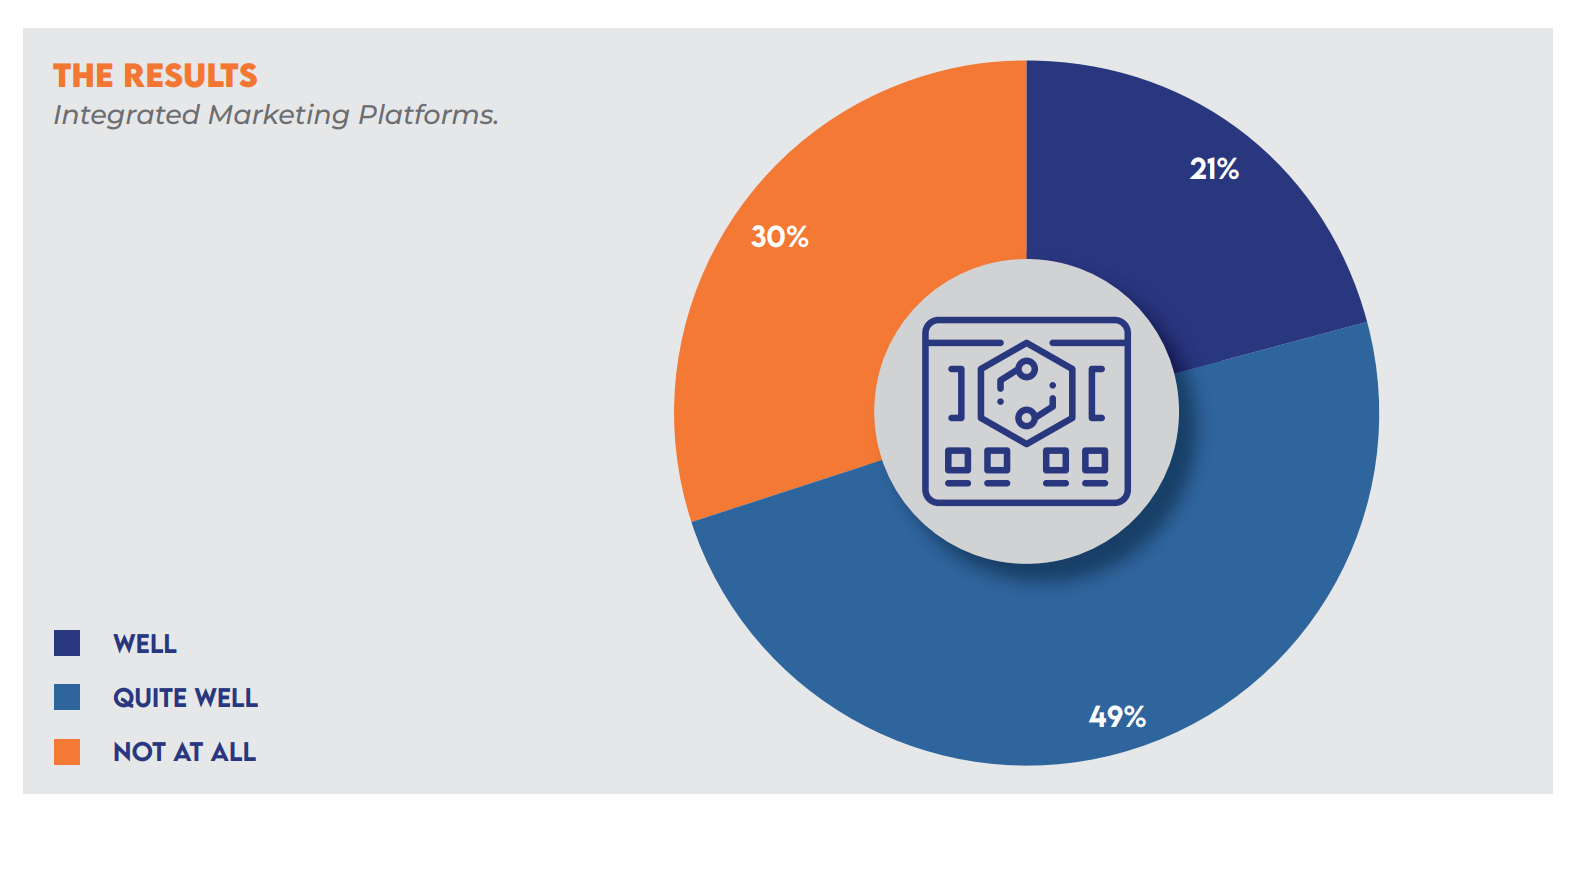 THE RESULTS
Integrated Marketing Platforms.
21%
30%
49%
WELL
QUITE WELL
NOT AT ALL